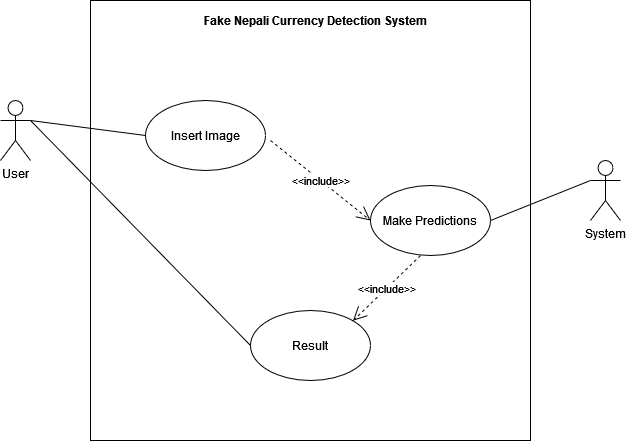 Fake Nepali Currency Detection System
Insert Image
User
<<include>>
Make Predictions
System
<<include>>
Result